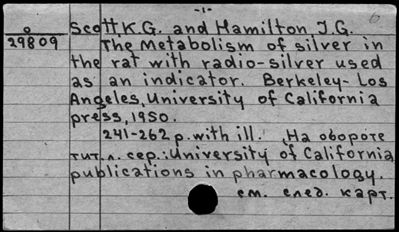 -1-
6
o
29809
Scott K.G. and Hamilton J.G.
The Metabolism of silver in
the rat with radio-silver used
as an indicator. Berkeley-Los
Angeles, University of California
press, 1950.
241-262 p. with ill. На обороте
тит. л. сер.: University of California
publications in pharmacology.
см. след. карт.